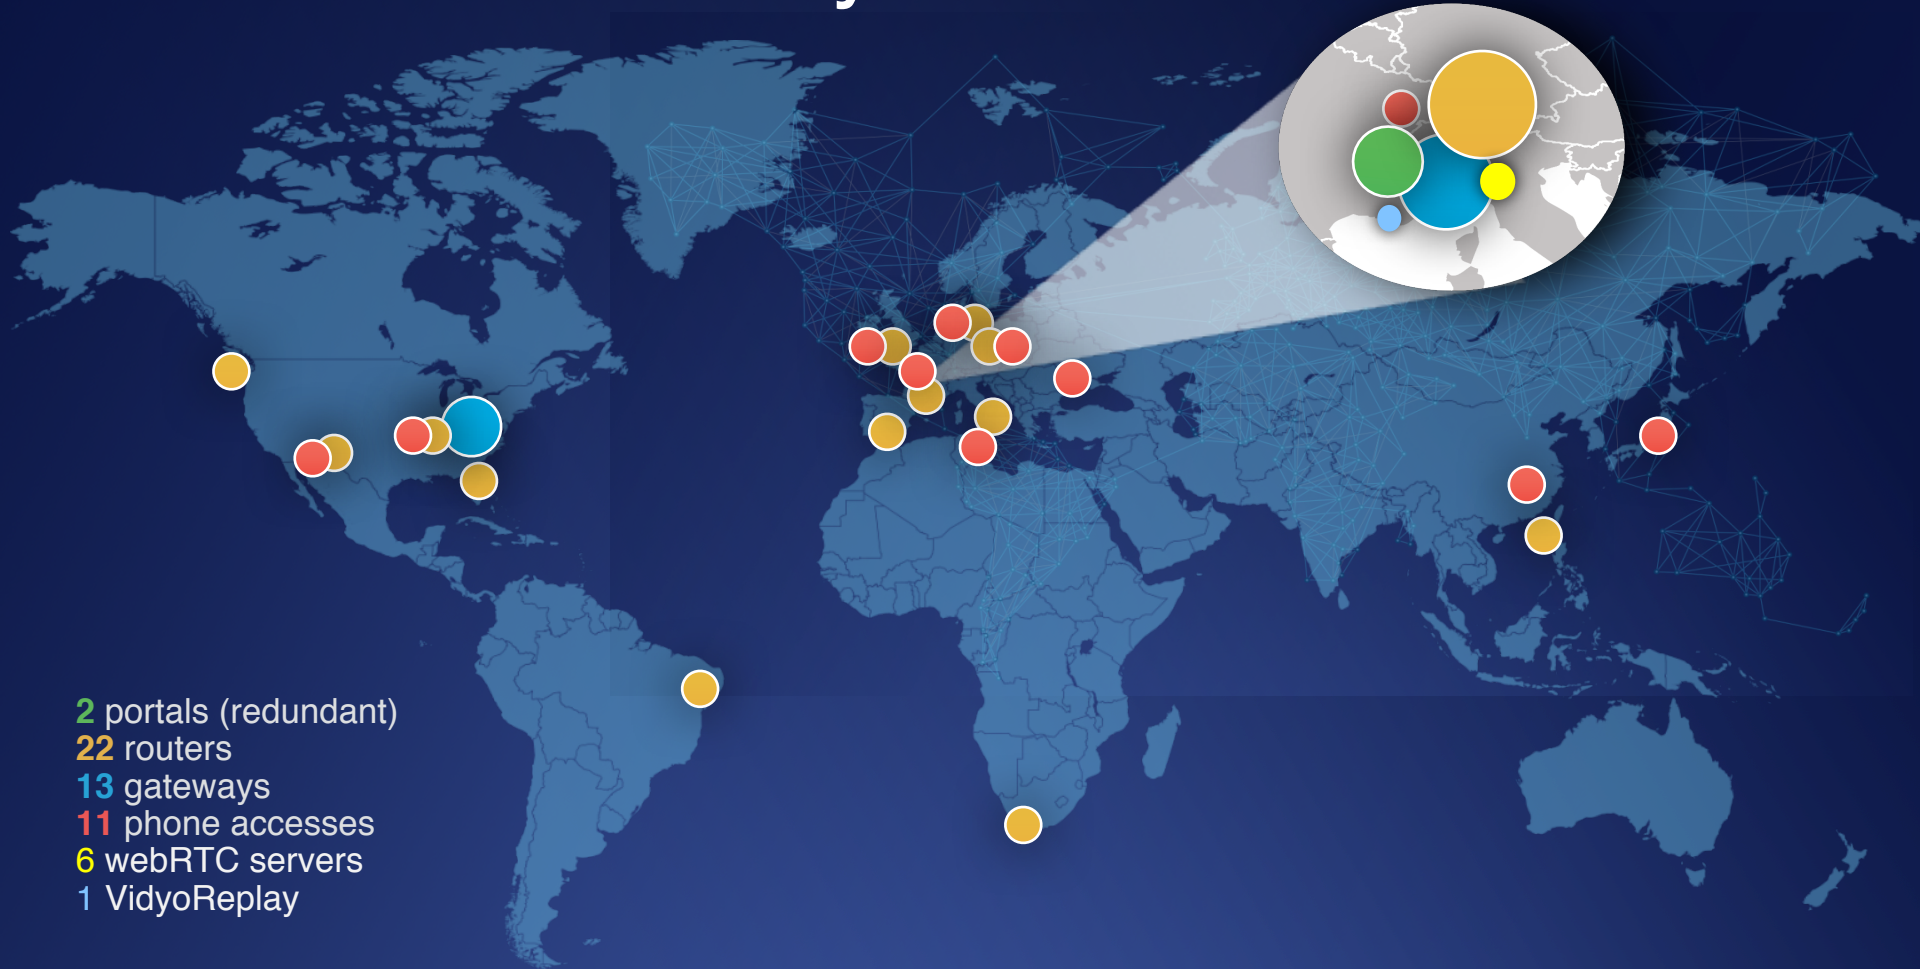 2 portals (redundant)
22 routers
13 gateways
11 phone accesses
6 webRTC servers
1 VidyoReplay